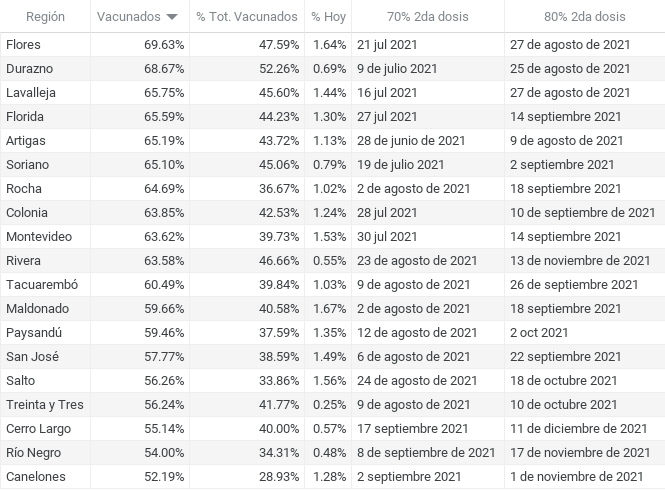 Región Vacunados % Tot. Vacunados % Hoy 70% 2da dosis 80% 2da dosis
Flores 69.63% 47.59% 1.64% 21 jul 2021 27 de agosto de 2021
Durazno 68.67% 52.26% 0.69% 9 de julio 2021 25 de agosto de 2021
Lavalleja 65.75% 45.60% 1.44% 16 jul 2021 27 de agosto de 2021
Florida 65.59% 44.23% 1.30% 27 jul 2021 14 septiembre 2021
Artigas 65.19% 43.72% 1.13% 28 de junio de 2021 9 de agosto de 2021
Soriano 65.10% 45.06% 0.79% 19 de julio 2021 2 septiembre 2021
Rocha 64.69% 36.67% 1.02% 2 de agosto de 2021 18 septiembre 2021
Colonia 63.85% 42.53% 1.24% 28 jul 2021 10 de septiembre de 2021
Montevideo 63.62% 39.73% 1.53% 30 jul 2021 14 septiembre 2021
Rivera 63.58% 46.66% 0.55% 23 de agosto de 2021 13 de noviembre de 2021
Tacuarembó 60.49% 39.84% 1.03% 9 de agosto de 2021 26 de septiembre 2021
Maldonado 59.66% 40.58% 1.67% 2 de agosto de 2021 18 septiembre 2021
Paysandú 59.46% 37.59% 1.35% 12 de agosto de 2021 2 oct 2021
San José 57.77% 38.59% 1.49% 6 de agosto de 2021 22 septiembre 2021
Salto 56.26% 33.86% 1.56% 24 de agosto de 2021 18 de octubre 2021
Treinta y Tres 56.24% 41.77% 0.25% 9 de agosto de 2021 10 de octubre 2021
Cerro Largo 55.14% 40.00% 0.57% 17 septiembre 2021 11 de diciembre de 2021
Río Negro 54.00% 34.31% 0.48% 8 de septiembre de 2021 17 de noviembre de 2021
Canelones 52.19% 28.93% 1.28% 2 septiembre 2021 1 de noviembre de 2021